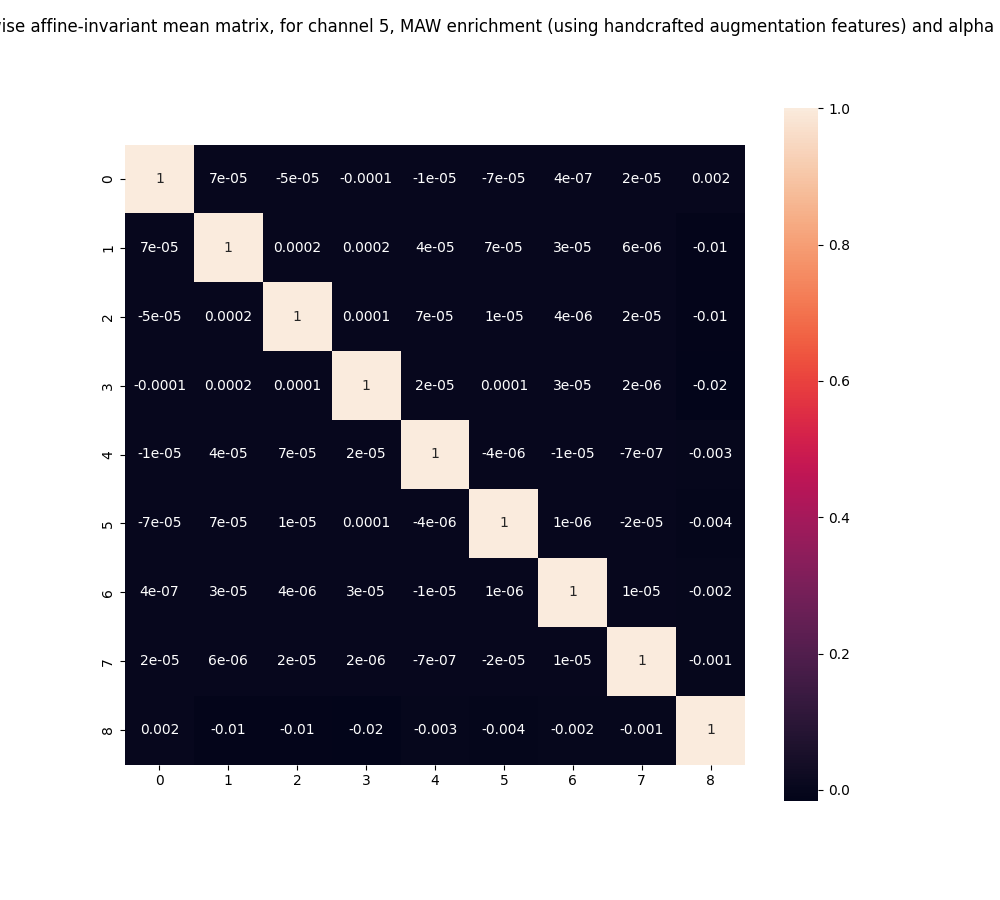 ise affine-invariant mean matrix, for channel 5, MAW enrichment (using handcrafted augmentation features) and alpha
1.0
0 1 7e-05 -5e-05 -0.0001 -1e-05 -7e-05 4e-07 2e-05 0.002
1 7e-05 1 0.0002 0.0002 4e-05 7e-05 3e-05 6e-06 -0.01
0.8
2 -5e-05 0.0002 1 0.0001 7e-05 1e-05 4e-06 2e-05 -0.01
3 -0.0001 0.0002 0.0001 1 2e-05 0.0001 3e-05 2e-06 -0.02
0.6
4 -1e-05 4e-05 7e-05 2e-05 1 -4e-06 -1e-05 -7e-07 -0.003
0.4
5 -7e-05 7e-05 1e-05 0.0001 -4e-06 1 1e-06 -2e-05 -0.004
6 4e-07 3e-05 4e-06 3e-05 -1e-05 1e-06 1 1e-05 -0.002
0.2
7 2e-05 6e-06 2e-05 2e-06 -7e-07 -2e-05 1e-05 1 -0.001
8 0.002 -0.01 -0.01 -0.02 -0.003 -0.004 -0.002 -0.001 1
0.0
0 1 2 3 4 5 6 7 8